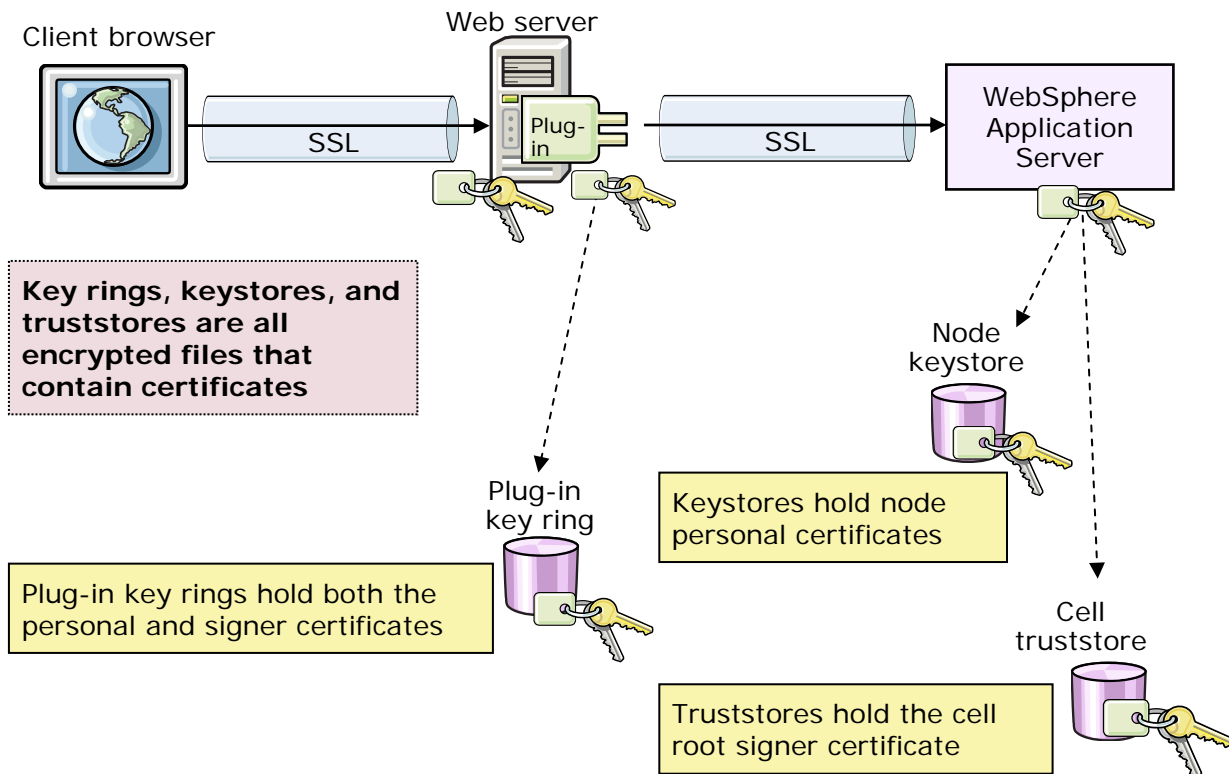 Client browser
Web server
SSL
Plug-
in
SSL
WebSphere
Application
Server
Key rings, keystores, and
truststores are all
encrypted files that
contain certificates
Node
keystore
Keystores hold node
personal certificates
Plug-in
key ring
Plug-in key rings hold both the
personal and signer certificates
Cell
truststore
Truststores hold the cell
root signer certificate